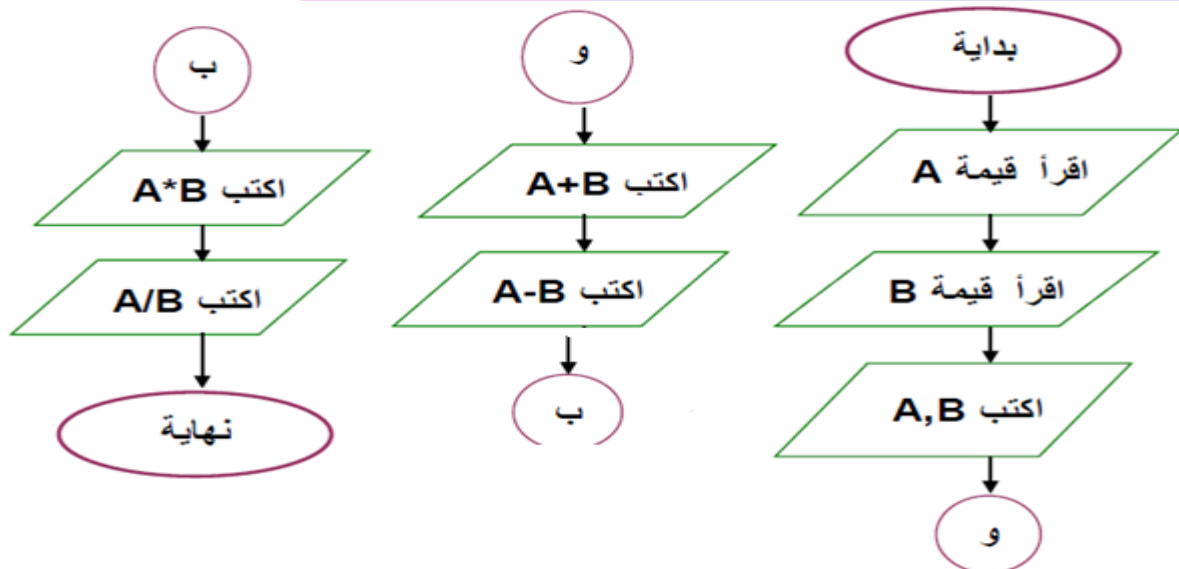 بداية
اقرأ قيمة A
اقرأ قيمة B
اكتب A,B
و
و
اكتب A+B
اكتب A-B
ب
ب
اكتب A*B
اكتب A/B
نهاية